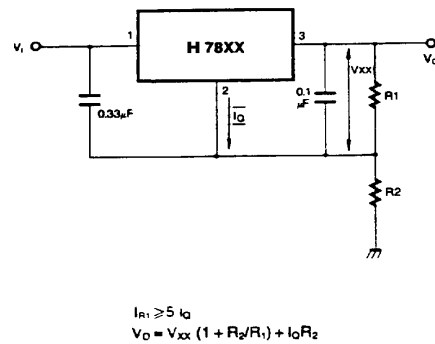 H 78XX
1
3
2
VI
VO
VXX
IQ
0.33μF
0.1
μF
R1
R2
IR1 ⩾ 5 IQ
VO = VXX (1 + R2/R1) + IQR2